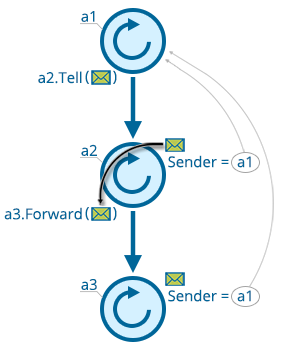 a1
a2.Tell( )
a2
Sender = a1
a3.Forward( )
a3
Sender = a1